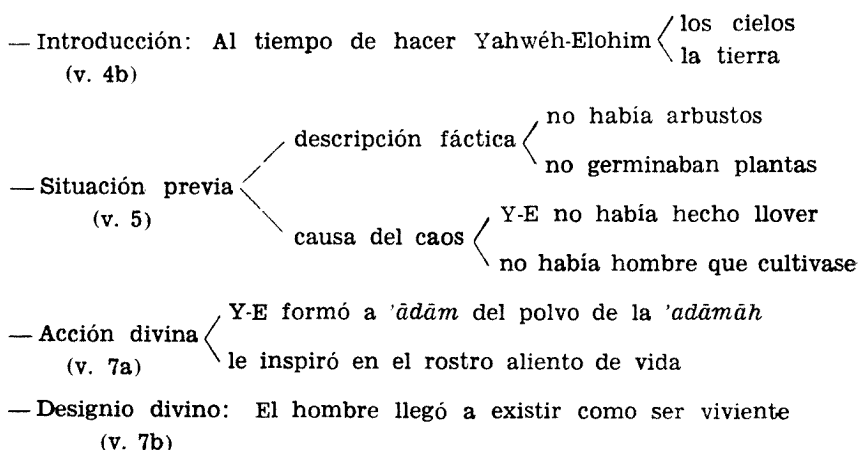 — Introducción: Al tiempo de hacer Yahwéh-Elohim los cielos
la tierra
(v. 4b)
no había arbustos
descripción fáctica
no germinaban plantas
— Situación previa
(v. 5)
Y-E no había hecho llover
causa del caos
no había hombre que cultivase
Y-E formó a 'ādām del polvo de la 'adāmāh
— Acción divina
(v. 7a)
le inspiró en el rostro aliento de vida
— Designio divino: El hombre llegó a existir como ser viviente
(v. 7b)